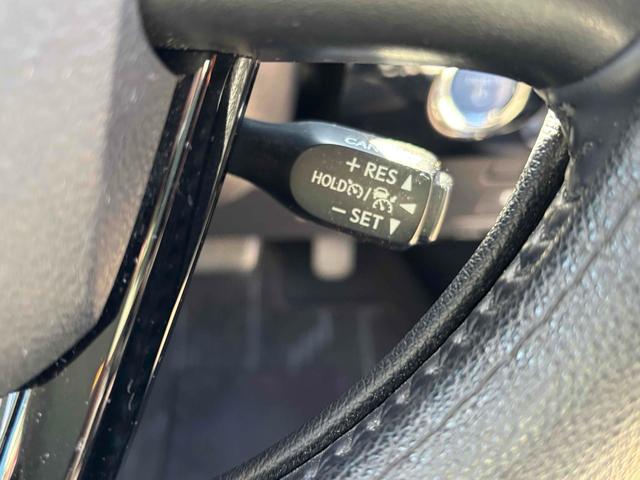 + RES ▲
HOLD / ◀
− SET ▼